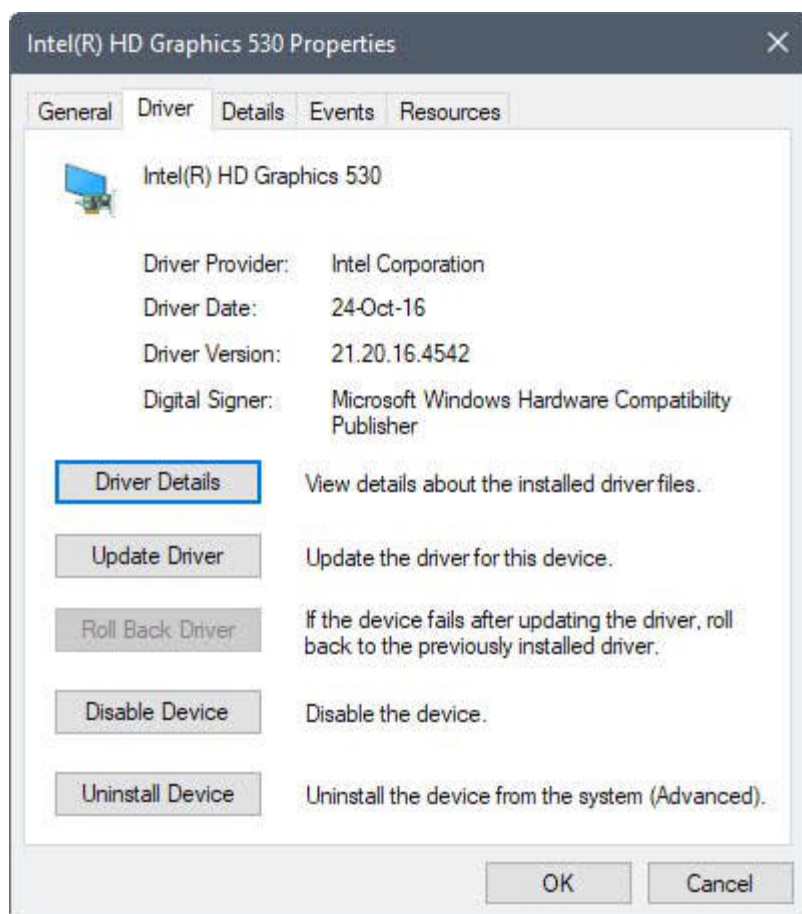 Intel(R) HD Graphics 530 Properties
General Driver Details Events Resources
Intel(R) HD Graphics 530
Driver Provider: Intel Corporation
Driver Date: 24-Oct-16
Driver Version: 21.20.16.4542
Digital Signer: Microsoft Windows Hardware Compatibility
Publisher
Driver Details View details about the installed driver files.
Update Driver Update the driver for this device.
Roll Back Driver If the device fails after updating the driver, roll
back to the previously installed driver.
Disable Device Disable the device.
Uninstall Device Uninstall the device from the system (Advanced).
OK Cancel